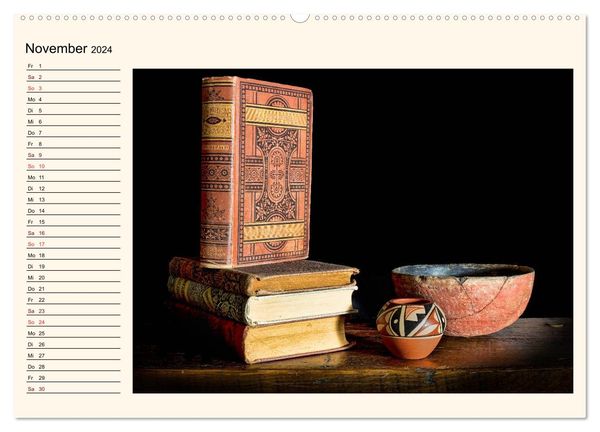 November 2024
Fr 1
Sa 2
So 3
Mo 4
Di 5
Mi 6
Do 7
Fr 8
Sa 9
So 10
Mo 11
Di 12
Mi 13
Do 14
Fr 15
Sa 16
So 17
Mo 18
Di 19
Mi 20
Do 21
Fr 22
Sa 23
So 24
Mo 25
Di 26
Mi 27
Do 28
Fr 29
Sa 30